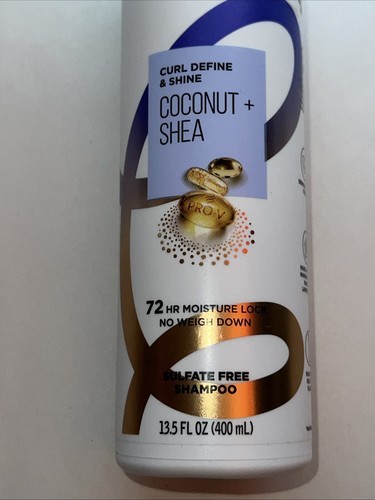 CURL DEFINE
& SHINE
COCONUT +
SHEA
PRO-V
72 HR MOISTURE LOCK
NO WEIGH DOWN
SULFATE FREE
SHAMPOO
13.5 FL OZ (400 mL)